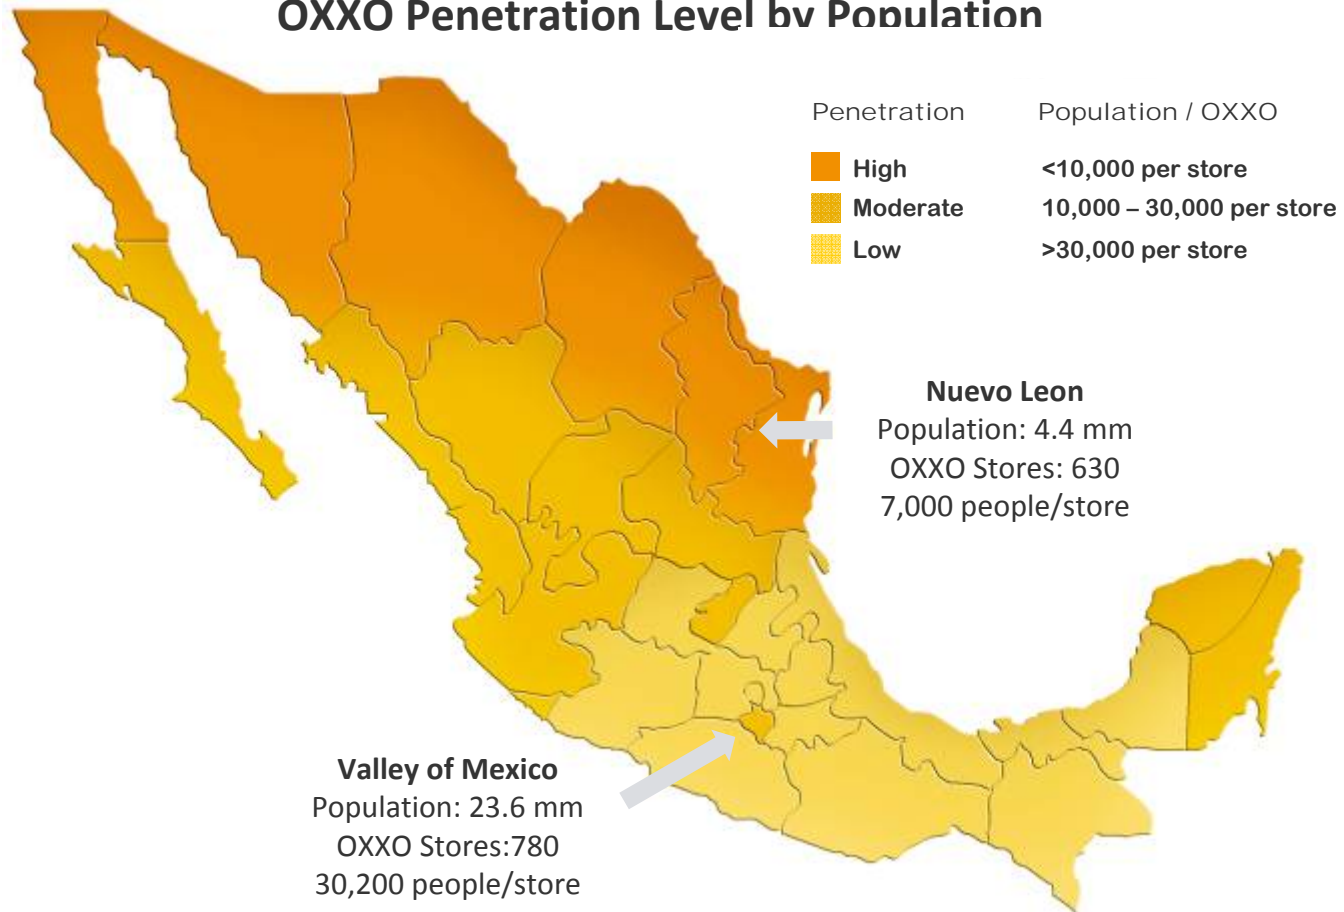 OXXO Penetration Level by Population
Penetration Population / OXXO
High <10,000 per store
Moderate 10,000 – 30,000 per store
Low >30,000 per store
Nuevo Leon
Population: 4.4 mm
OXXO Stores: 630
7,000 people/store
Valley of Mexico
Population: 23.6 mm
OXXO Stores:780
30,200 people/store